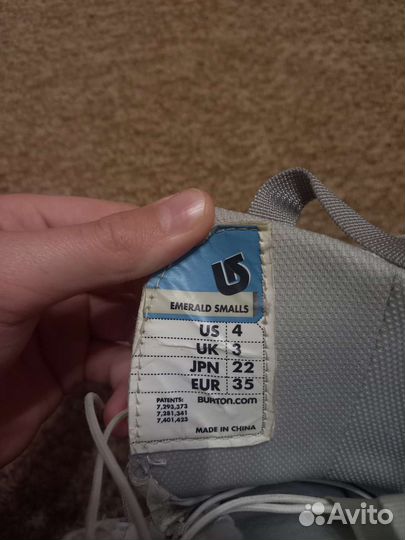 EMERALD SMALLS
US 4
UK 3
JPN 22
EUR 35
PATENTS:
7,293,373
7,281,341
7,401,423
BURTON.COM
MADE IN CHINA
Avito